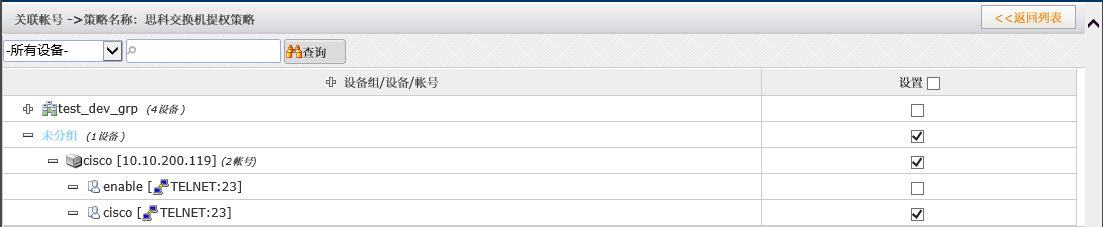 关联帐号 ->策略名称: 思科交换机提权策略
<<返回列表
-所有设备- 查询
设备组/设备/帐号 设置
test_dev_grp (4设备)
未分组 (1设备)
cisco [10.10.200.119] (2帐号)
enable [TELNET:23]
cisco [TELNET:23]